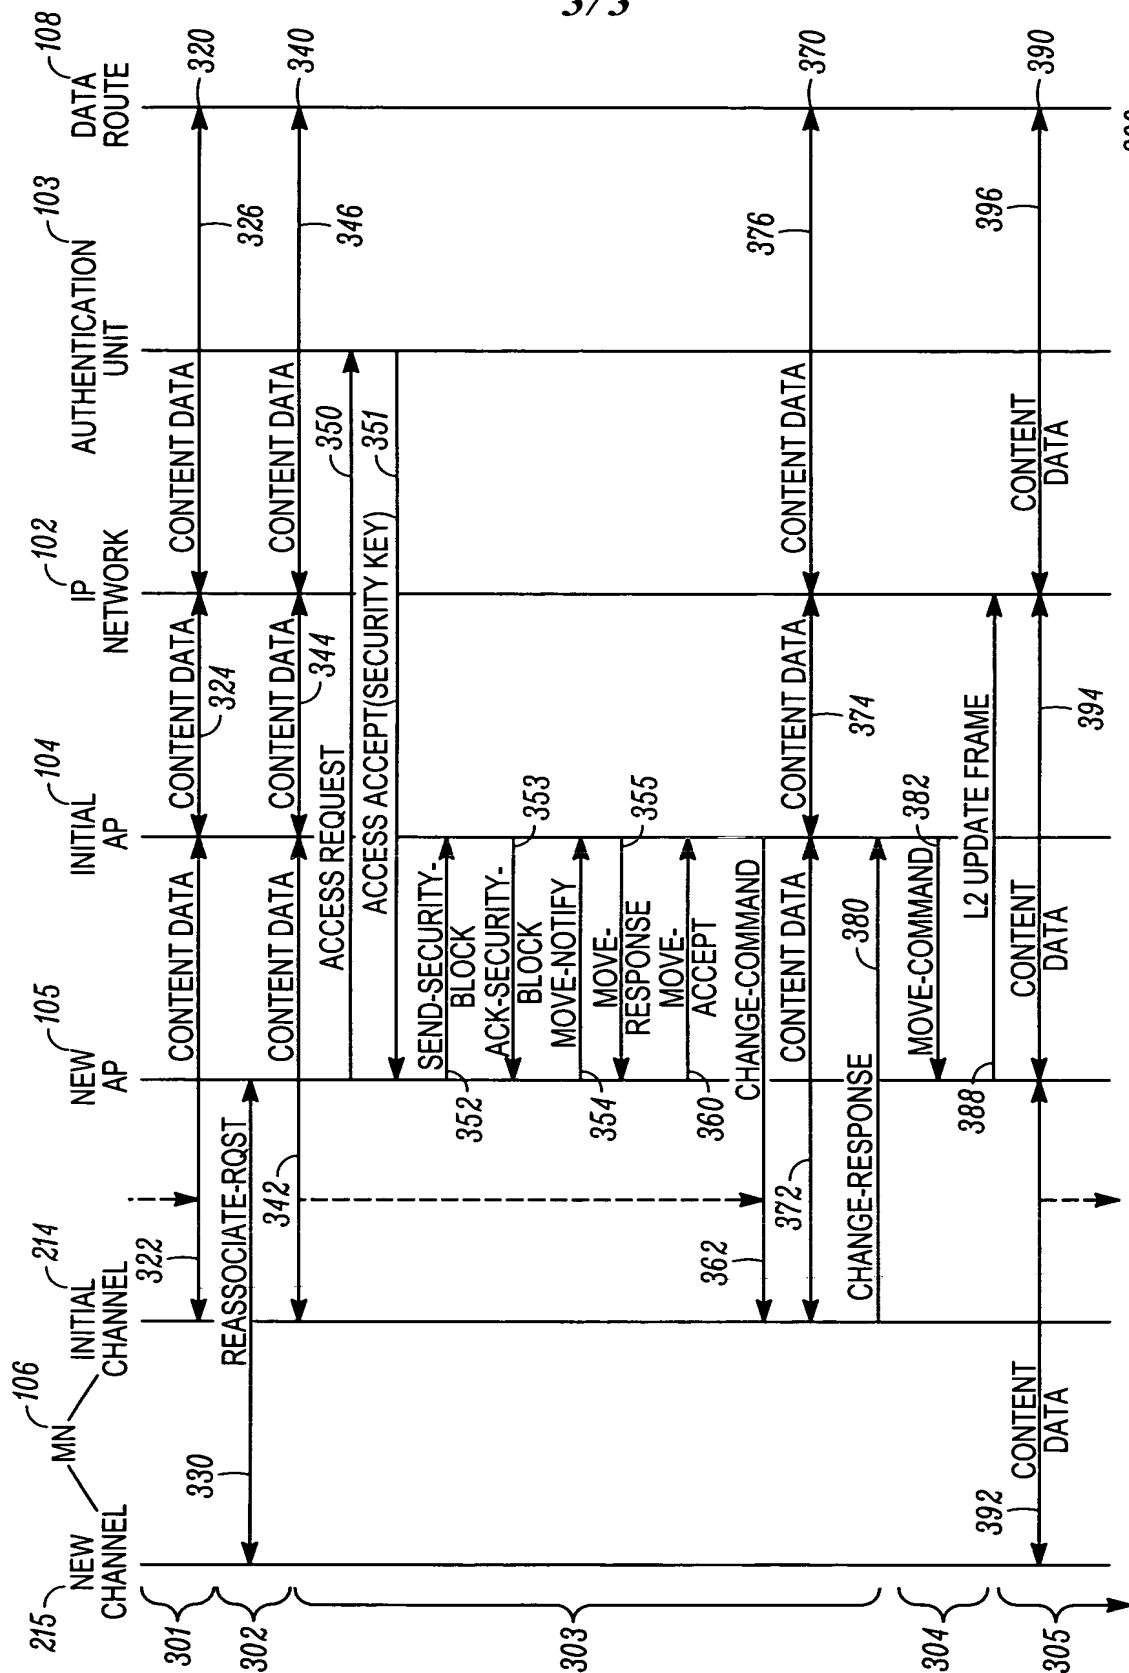 3/3
215
NEW
CHANNEL
MN
106
INITIAL
CHANNEL
214
NEW
AP
105
INITIAL
AP
104
IP
NETWORK
102
AUTHENTICATION
UNIT
103
DATA
ROUTE
108
301
322
CONTENT DATA
CONTENT DATA
324
CONTENT DATA
326
320
302
330
REASSOCIATE-RQST
342
CONTENT DATA
CONTENT DATA
344
CONTENT DATA
346
340
303
ACCESS REQUEST
350
ACCESS ACCEPT(SECURITY KEY)
351
SEND-SECURITY-
BLOCK
352
ACK-SECURITY-
BLOCK
353
MOVE-NOTIFY
354
MOVE-
RESPONSE
355
MOVE-
ACCEPT
360
CHANGE-COMMAND
362
372
CONTENT DATA
CONTENT DATA
374
CONTENT DATA
376
370
CHANGE-RESPONSE
380
304
MOVE-COMMAND
382
L2 UPDATE FRAME
388
305
392
CONTENT
DATA
CONTENT
DATA
394
CONTENT
DATA
396
390